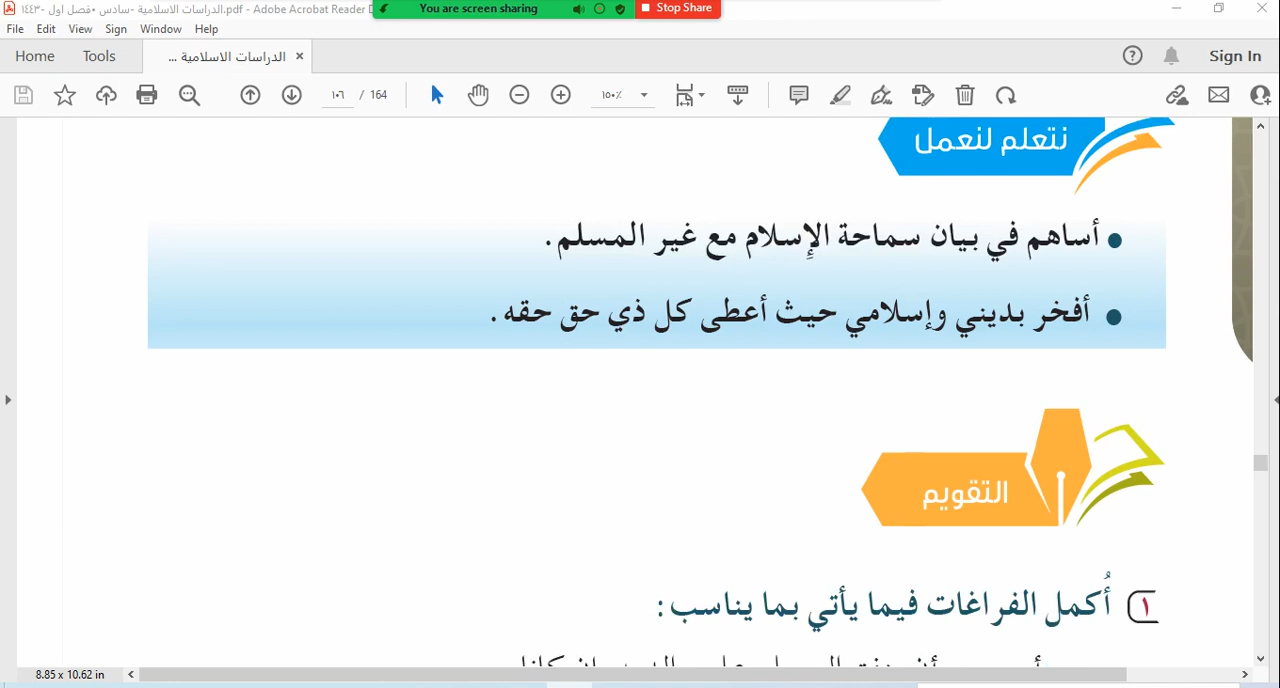 الدراسات الاسلامية -سادس •فصل اول -١٤٤٣.pdf - Adobe Acrobat Reader D
You are screen sharing
Stop Share
File Edit View Sign Window Help
Home Tools الدراسات الاسلامية ... × Sign In
١٠٦ / 164 ١٥٠٪
نتعلم لنعمل
• أساهم في بيان سماحة الإسلام مع غير المسلم.
• أفخر بديني وإسلامي حيث أعطى كل ذي حق حقه.
التقويم
١ أُكمل الفراغات فيما يأتي بما يناسب:
8.85 x 10.62 in